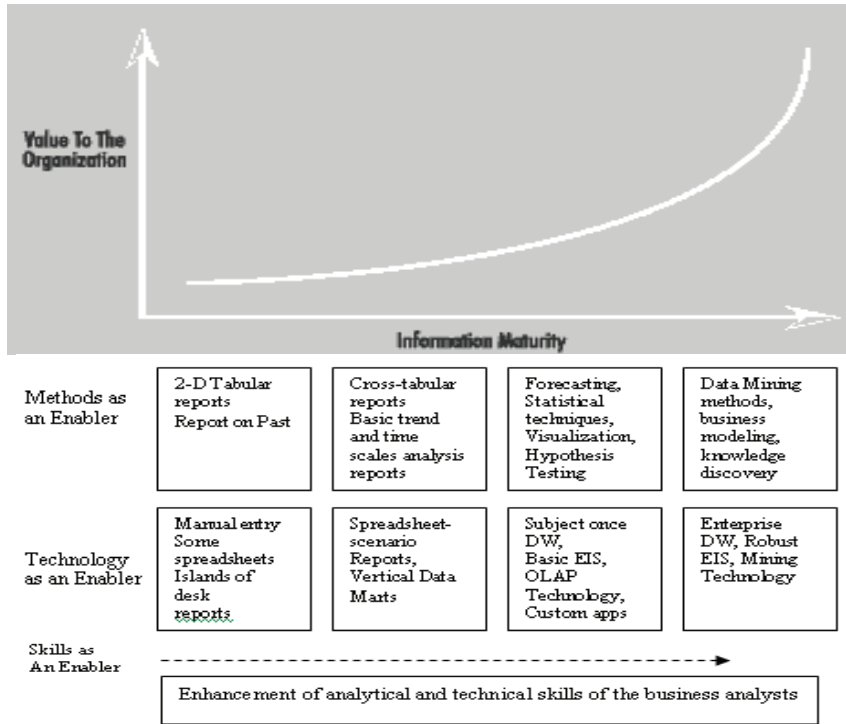 Value To The
Organization
Information Maturity
Methods as
an Enabler
2-D Tabular
reports
Report on Past
Cross-tabular
reports
Basic trend
and time
scales analysis
reports
Forecasting,
Statistical
techniques,
Visualization,
Hypothesis
Testing
Data Mining
methods,
business
modeling,
knowledge
discovery
Technology
as an Enabler
Manual entry
Some
spreadsheets
Islands of
desk
reports
Spreadsheet-
scenario
Reports,
Vertical Data
Marts
Subject once
DW,
Basic EIS,
OLAP
Technology,
Custom apps
Enterprise
DW, Robust
EIS, Mining
Technology
Skills as
An Enabler
Enhancement of analytical and technical skills of the business analysts